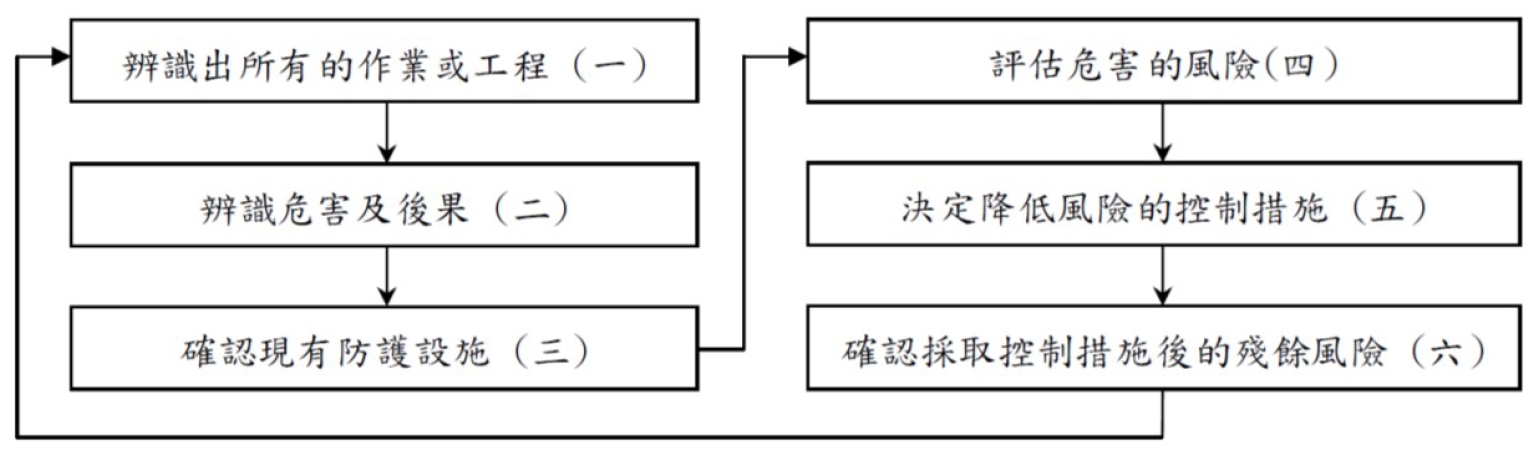 辨識出所有的作業或工程（一）
辨識危害及後果（二）
確認現有防護設施（三）
評估危害的風險(四）
決定降低風險的控制措施（五）
確認採取控制措施後的殘餘風險（六）